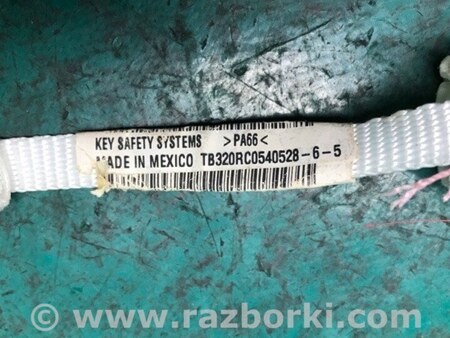 KEY SAFETY SYSTEMS >PA66<
MADE IN MEXICO TB320RC0540528-6-5
© www.razborki.com